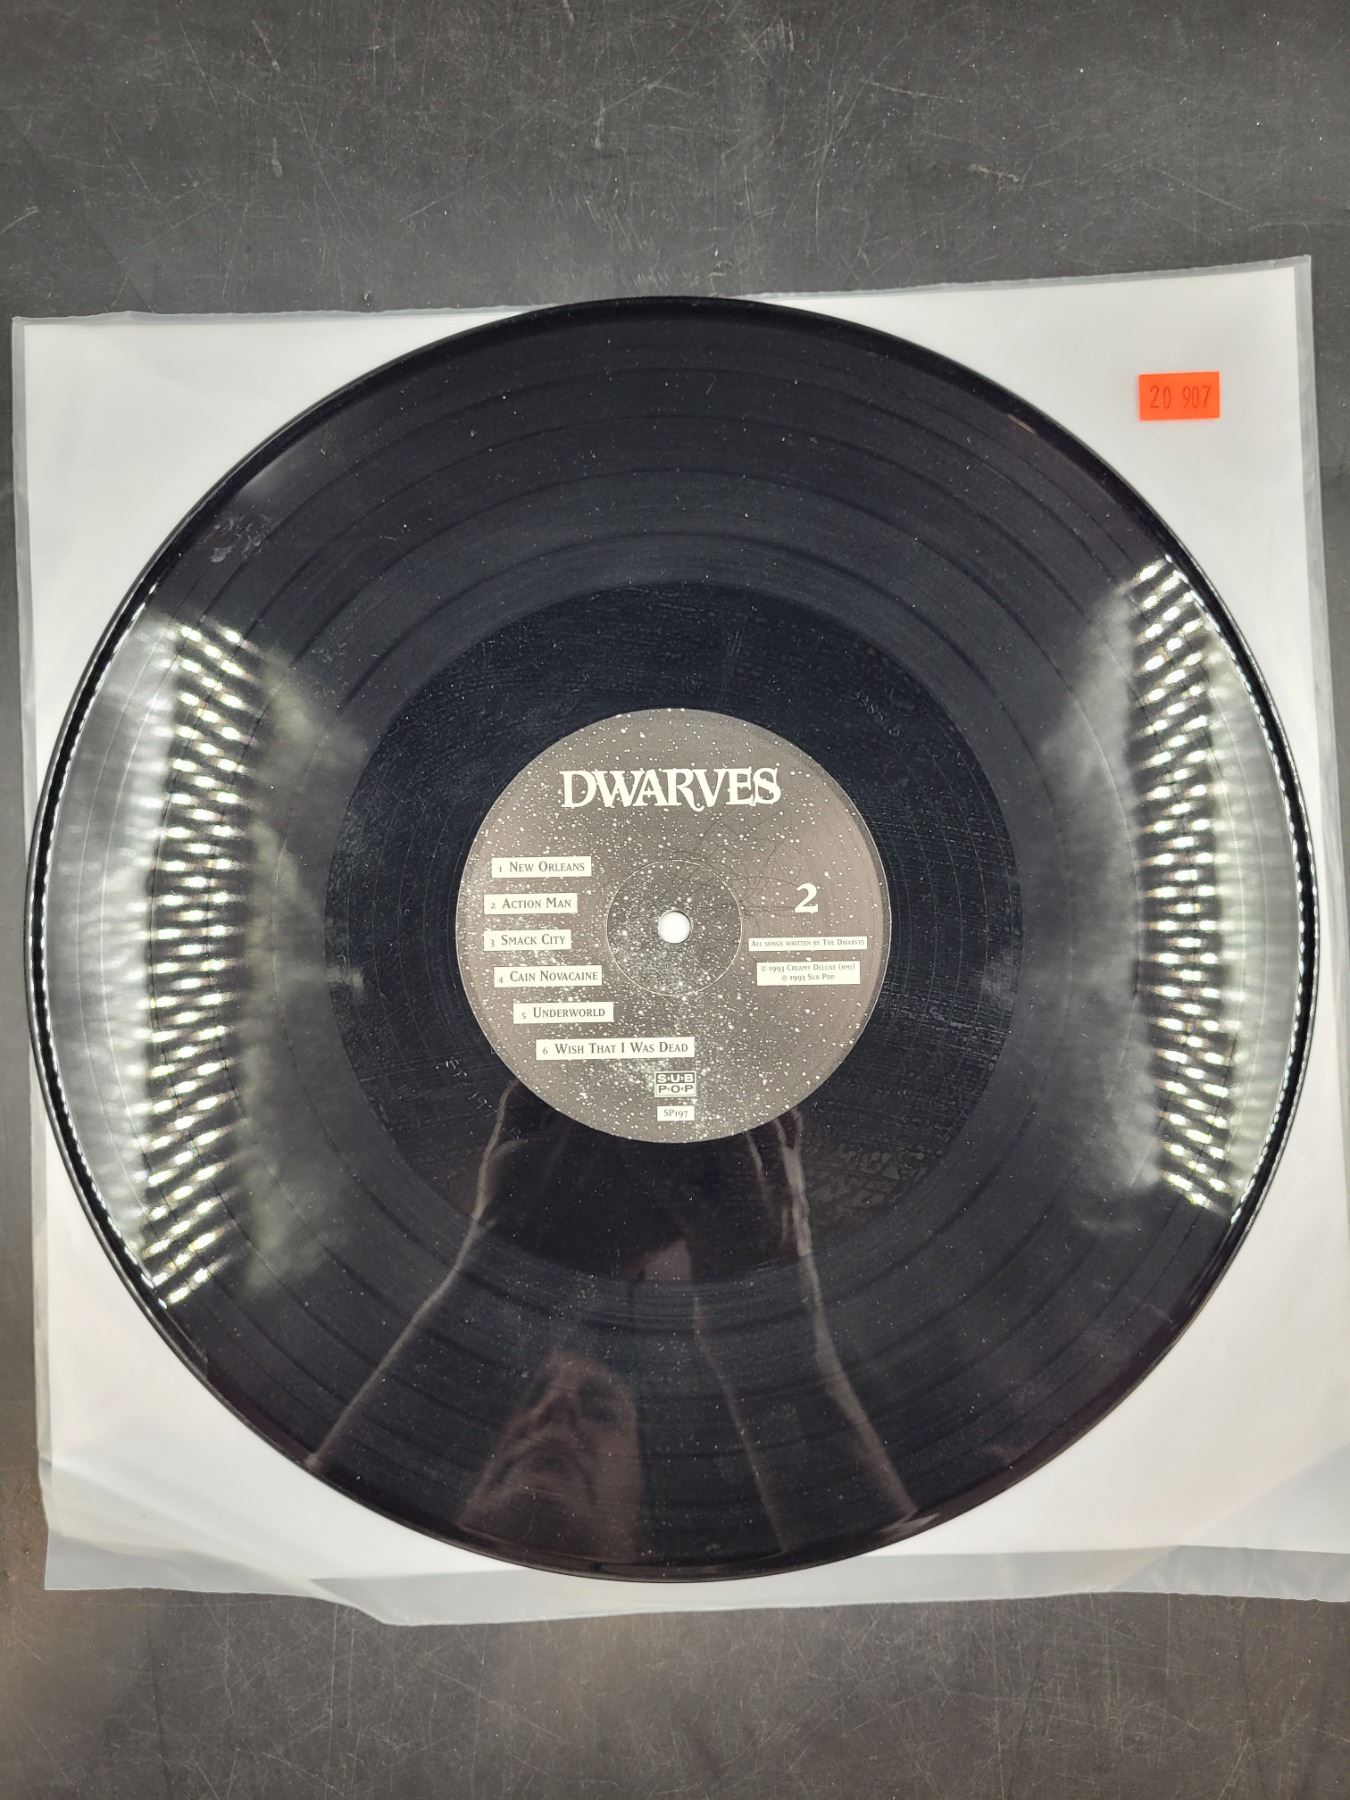 20 907
DWARVES
1 New Orleans
2 Action Man
3 Smack City
4 Cain Novacaine
5 Underworld
6 Wish That I Was Dead
2
All songs written by The Dwarves
© 1993 Creamy Deluxe (BMI)
℗ 1993 Sub Pop
SUB
POP
SP197